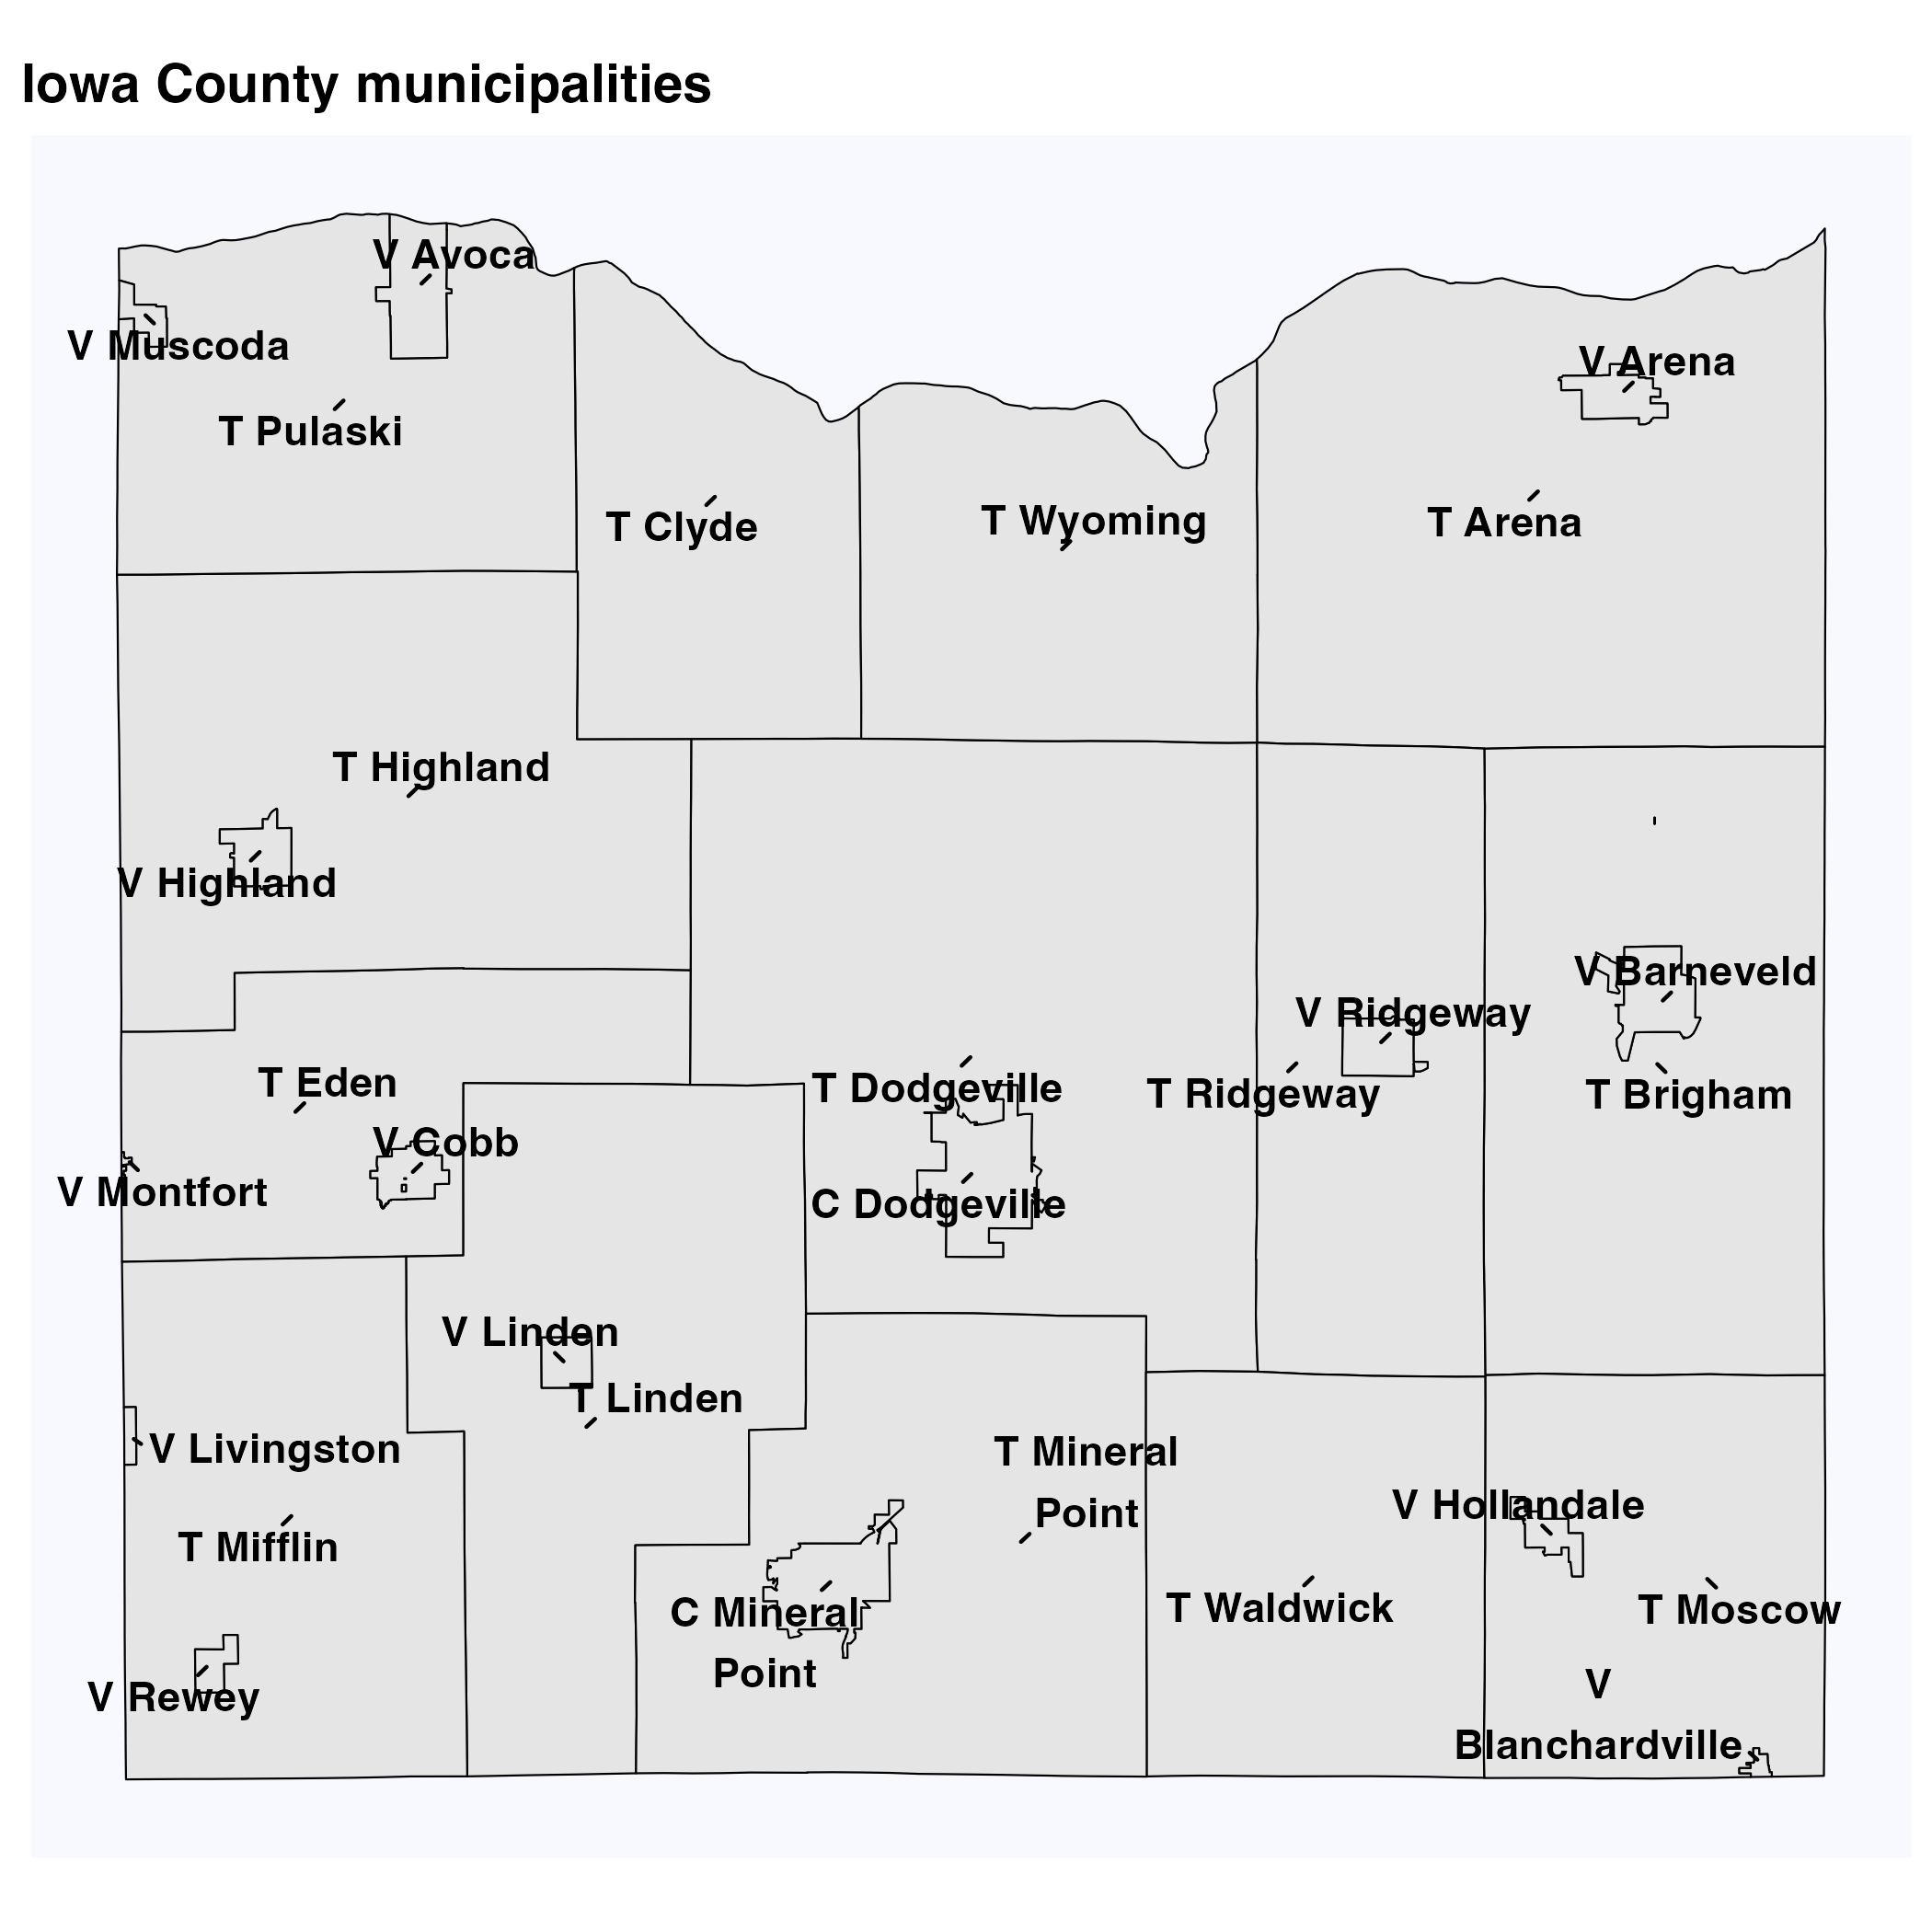 Iowa County municipalities
V Avoca
V Muscoda
V Arena
T Pulaski
T Clyde
T Wyoming
T Arena
T Highland
V Highland
V Barneveld
V Ridgeway
T Eden
T Dodgeville
T Ridgeway
T Brigham
V Cobb
V Montfort
C Dodgeville
V Linden
T Linden
V Livingston
T Mineral
Point
V Hollandale
T Mifflin
C Mineral
Point
T Waldwick
T Moscow
V Rewey
V
Blanchardville